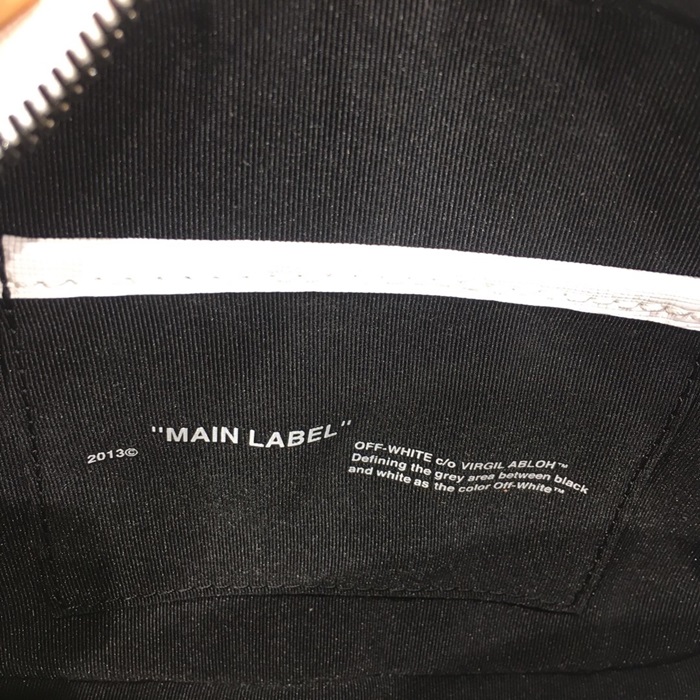 2013© "MAIN LABEL"
OFF-WHITE c/o VIRGIL ABLOH™
Defining the grey area between black
and white as the color Off-White™